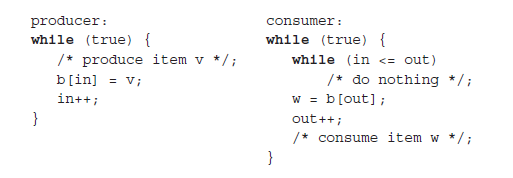 producer:
while (true) {
/* produce item v */;
b[in] = v;
in++;
}
consumer:
while (true) {
while (in <= out)
/* do nothing */;
w = b[out];
out++;
/* consume item w */;
}